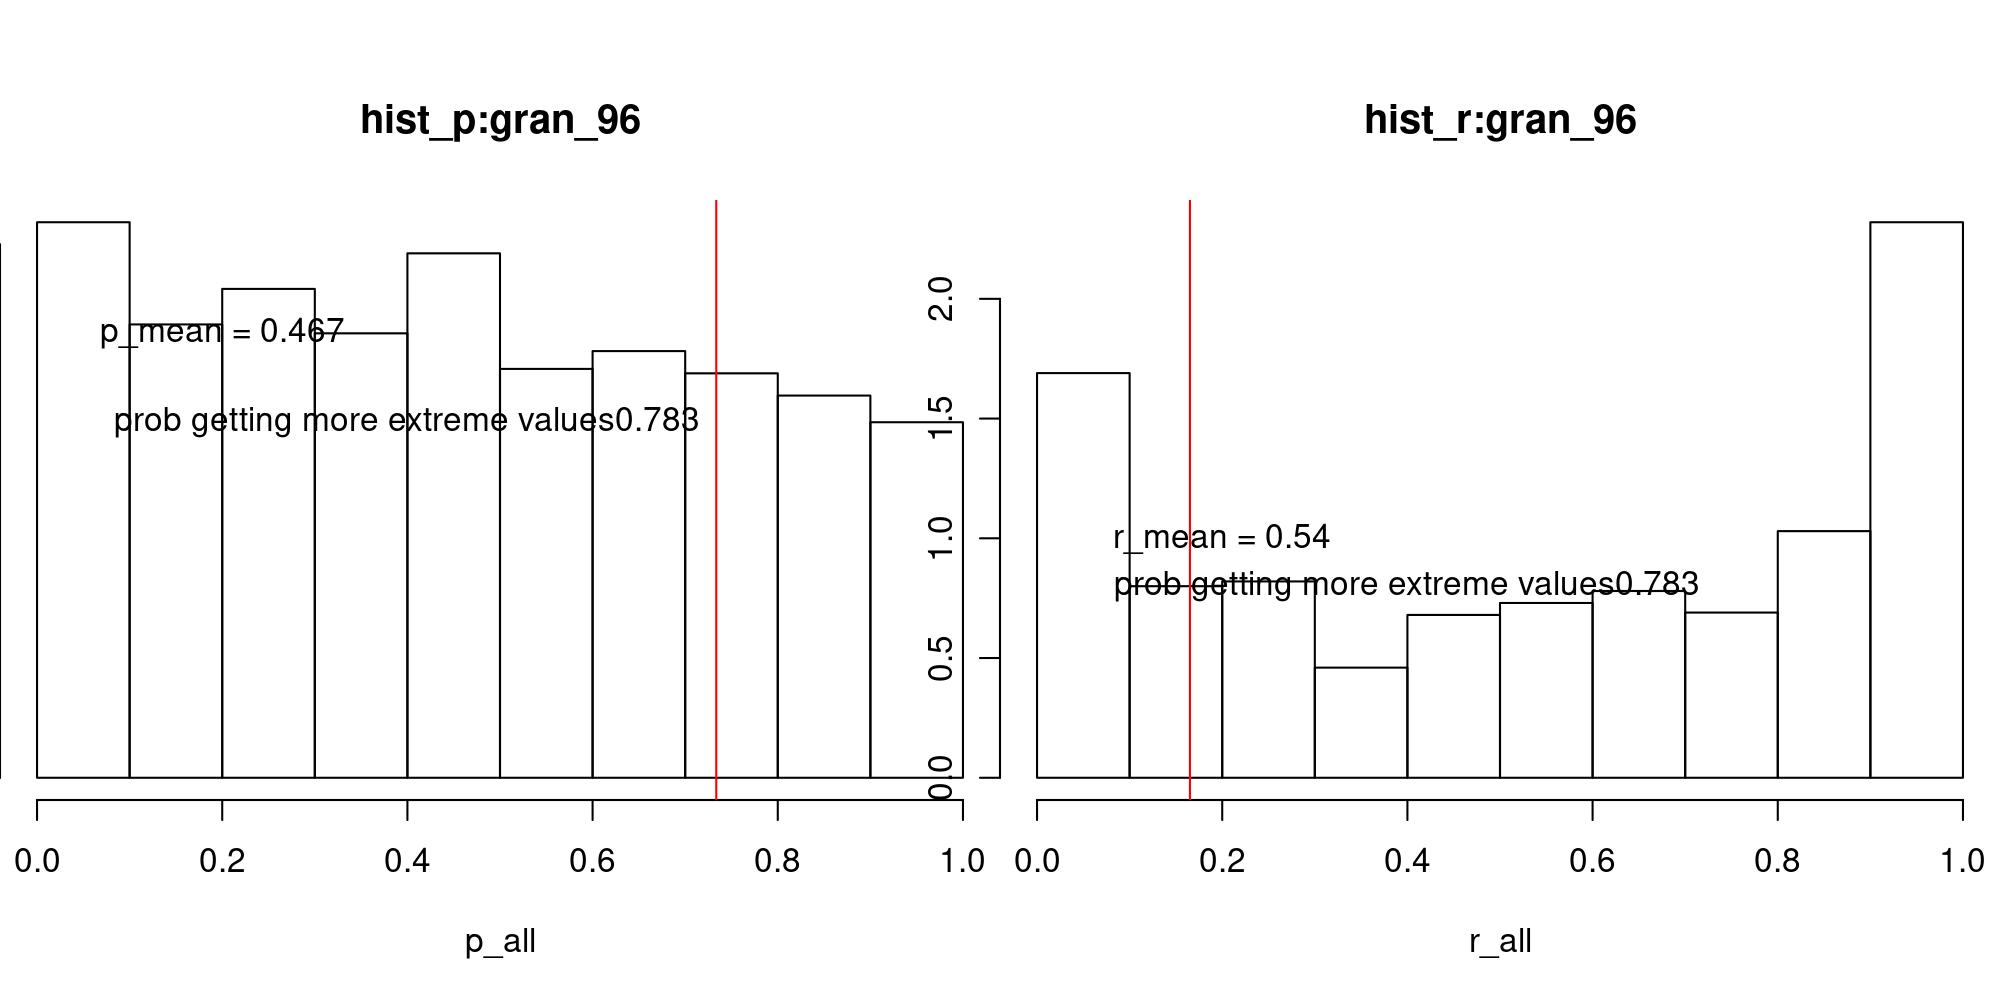 hist_p:gran_96
p_mean = 0.467
prob getting more extreme values0.783
0.0 0.2 0.4 0.6 0.8 1.0
p_all
hist_r:gran_96
2.0
1.5
1.0
0.5
0.0
r_mean = 0.54
prob getting more extreme values0.783
0.0 0.2 0.4 0.6 0.8 1.0
r_all